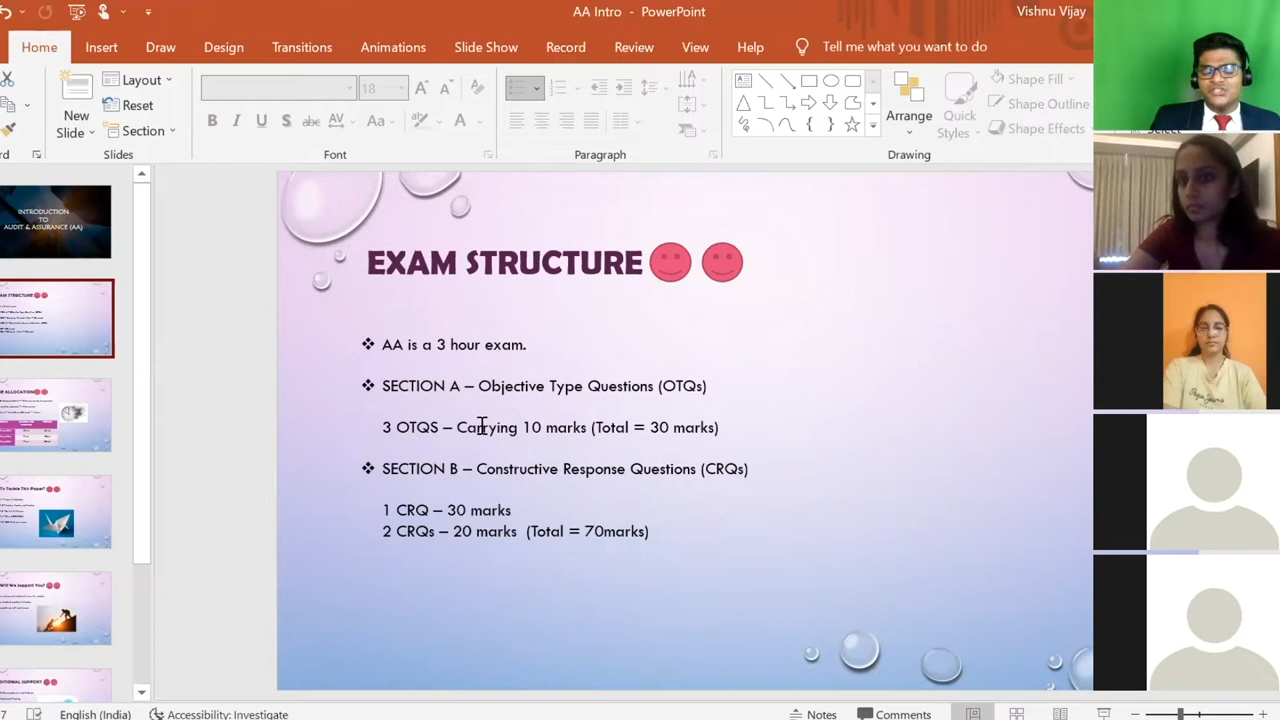 AA Intro - PowerPoint
Vishnu Vijay
Home Insert Draw Design Transitions Animations Slide Show Record Review View Help Tell me what you want to do
New Slide
Layout
Reset
Section
Slides
18
Font
Paragraph
Arrange
Quick Styles
Shape Fill
Shape Outline
Shape Effects
Drawing
Select
INTRODUCTION
TO
AUDIT & ASSURANCE (AA)
EXAM STRUCTURE
❖ AA is a 3 hour exam.
❖ SECTION A – Objective Type Questions (OTQs)
3 OTQS – Carrying 10 marks (Total = 30 marks)
❖ SECTION B – Constructive Response Questions (CRQs)
1 CRQ – 30 marks
2 CRQs – 20 marks (Total = 70marks)
7 English (India) Accessibility: Investigate Notes Comments